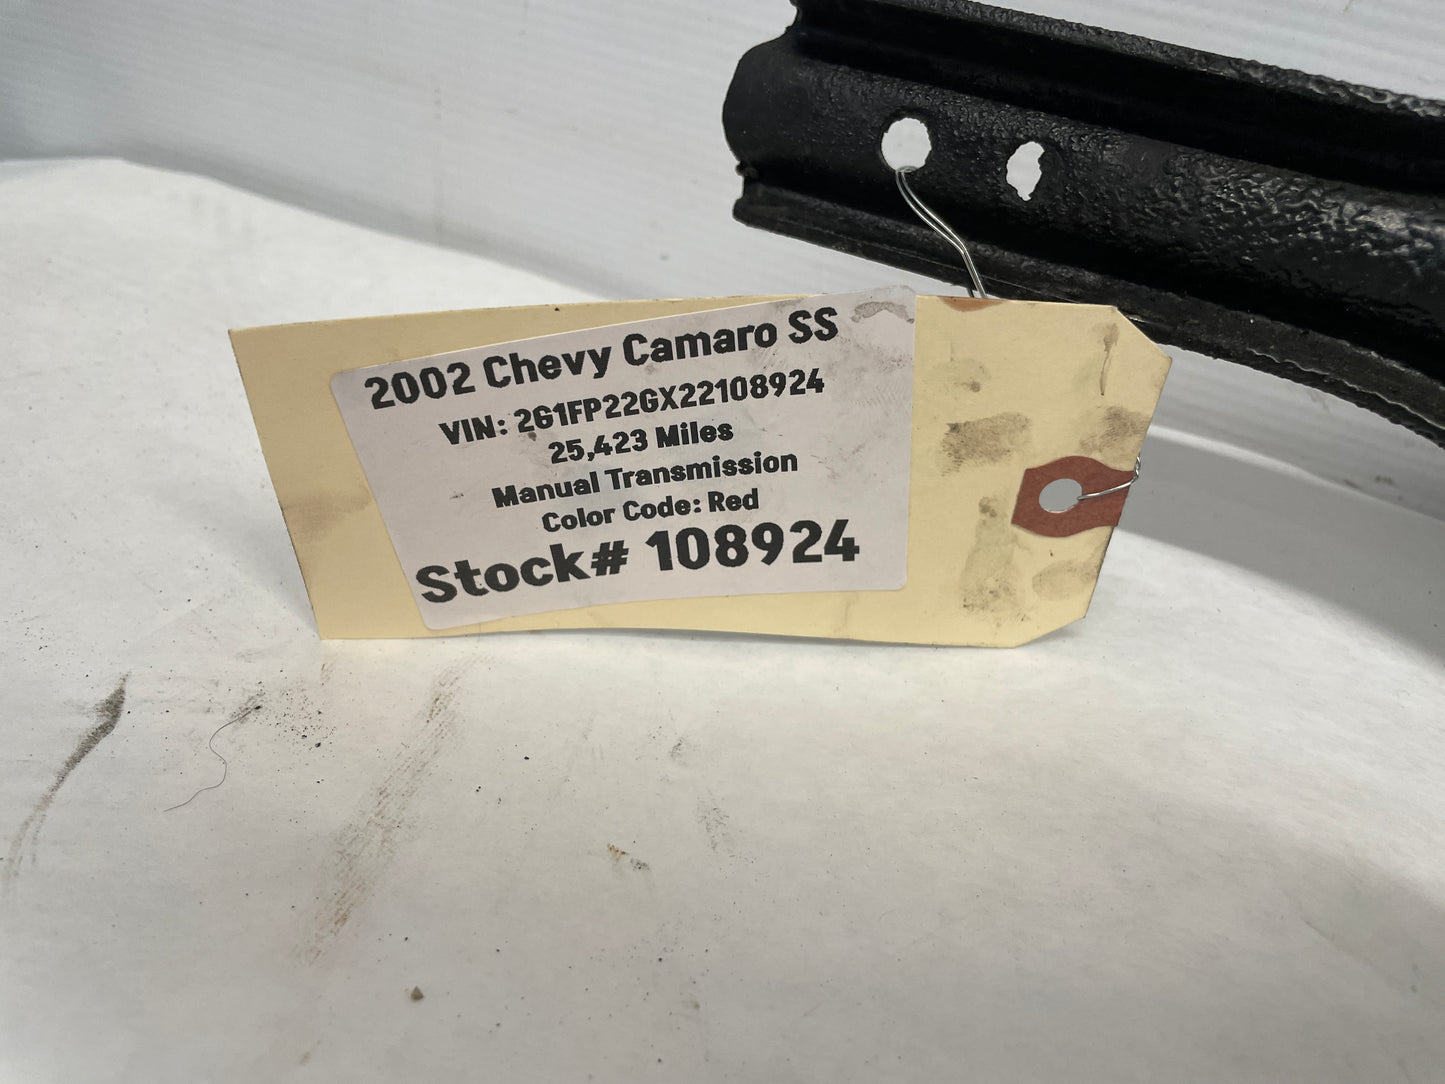 2002 Chevy Camaro SS
VIN: 2G1FP22GX22108924
25,423 Miles
Manual Transmission
Color Code: Red
Stock# 108924